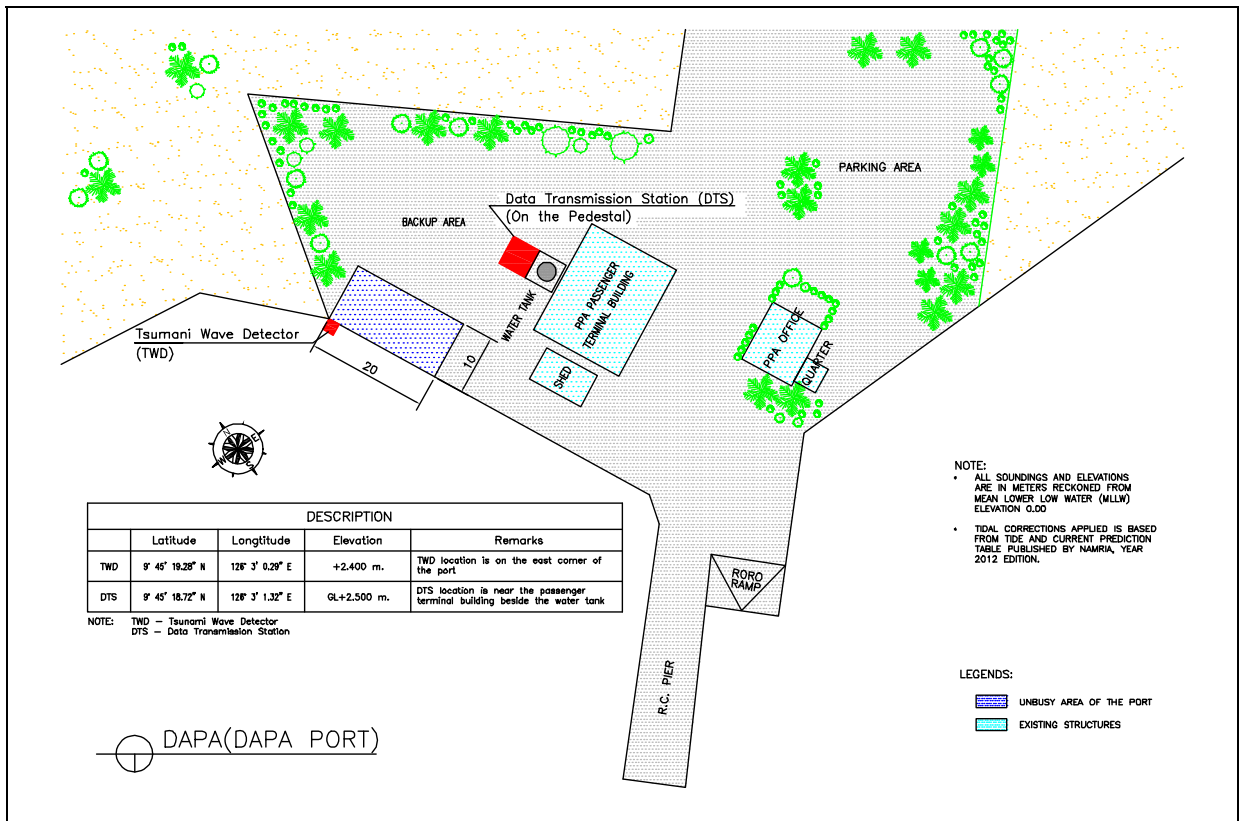 PARKING AREA
Data Transmission Station (DTS)
(On the Pedestal)
BACKUP AREA
PPA PASSENGER
TERMINAL BUILDING
WATER TANK
SHED
PPA OFFICE
QUARTER
Tsumani Wave Detector
(TWD)
20
10
N
E
S
W
DESCRIPTION
Latitude Longtitude Elevation Remarks
TWD 9° 45' 19.28" N 126° 3' 0.29" E +2.400 m. TWD location is on the east corner of
the port
DTS 9° 45' 18.72" N 126° 3' 1.32" E GL+2.500 m. DTS location is near the passenger
terminal building beside the water tank
NOTE: TWD – Tsunami Wave Detector
DTS – Data Transmission Station
NOTE:
• ALL SOUNDINGS AND ELEVATIONS
ARE IN METERS RECKONED FROM
MEAN LOWER LOW WATER (MLLW)
ELEVATION 0.00
• TIDAL CORRECTIONS APPLIED IS BASED
FROM TIDE AND CURRENT PREDICTION
TABLE PUBLISHED BY NAMRIA, YEAR
2012 EDITION.
RORO
RAMP
R.C. PIER
LEGENDS:
UNBUSY AREA OF THE PORT
EXISTING STRUCTURES
DAPA(DAPA PORT)